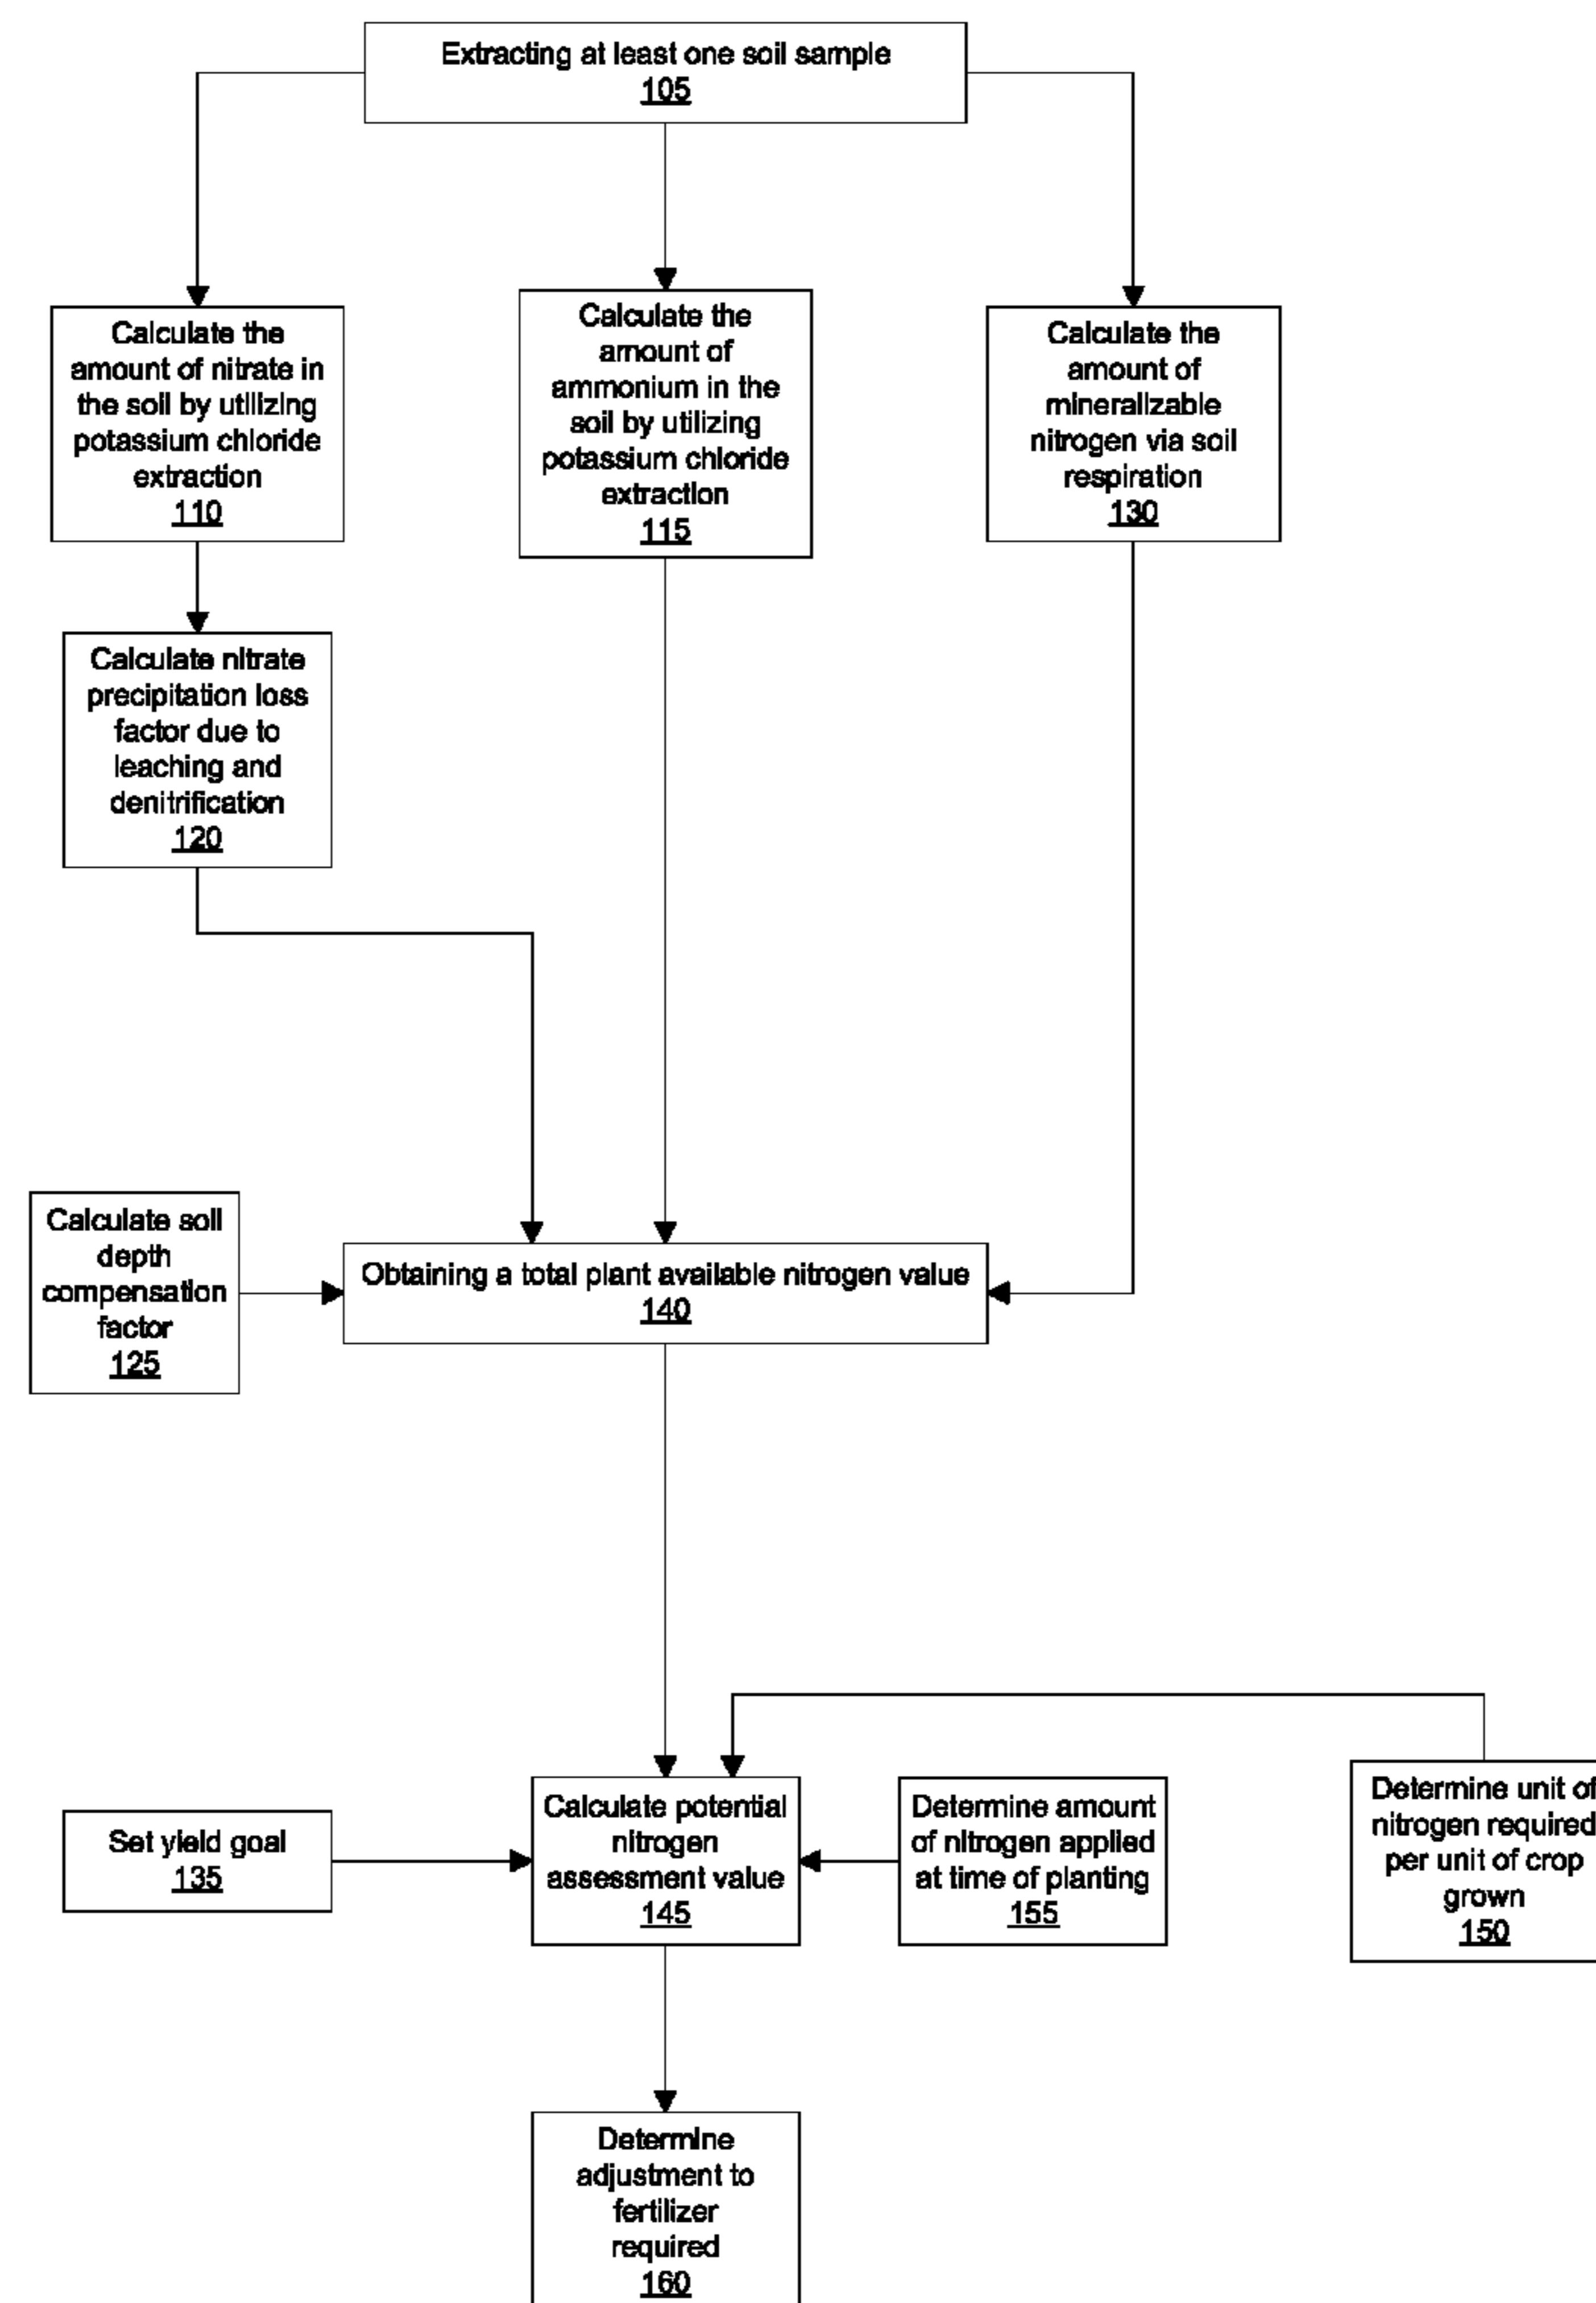 Extracting at least one soil sample
105
Calculate the
amount of nitrate in
the soil by utilizing
potassium chloride
extraction
110
Calculate the
amount of
ammonium in the
soil by utilizing
potassium chloride
extraction
115
Calculate the
amount of
mineralizable
nitrogen via soil
respiration
130
Calculate nitrate
precipitation loss
factor due to
leaching and
denitrification
120
Calculate soil
depth
compensation
factor
125
Obtaining a total plant available nitrogen value
140
Set yield goal
135
Calculate potential
nitrogen
assessment value
145
Determine amount
of nitrogen applied
at time of planting
155
Determine unit of
nitrogen required
per unit of crop
grown
150
Determine
adjustment to
fertilizer
required
160